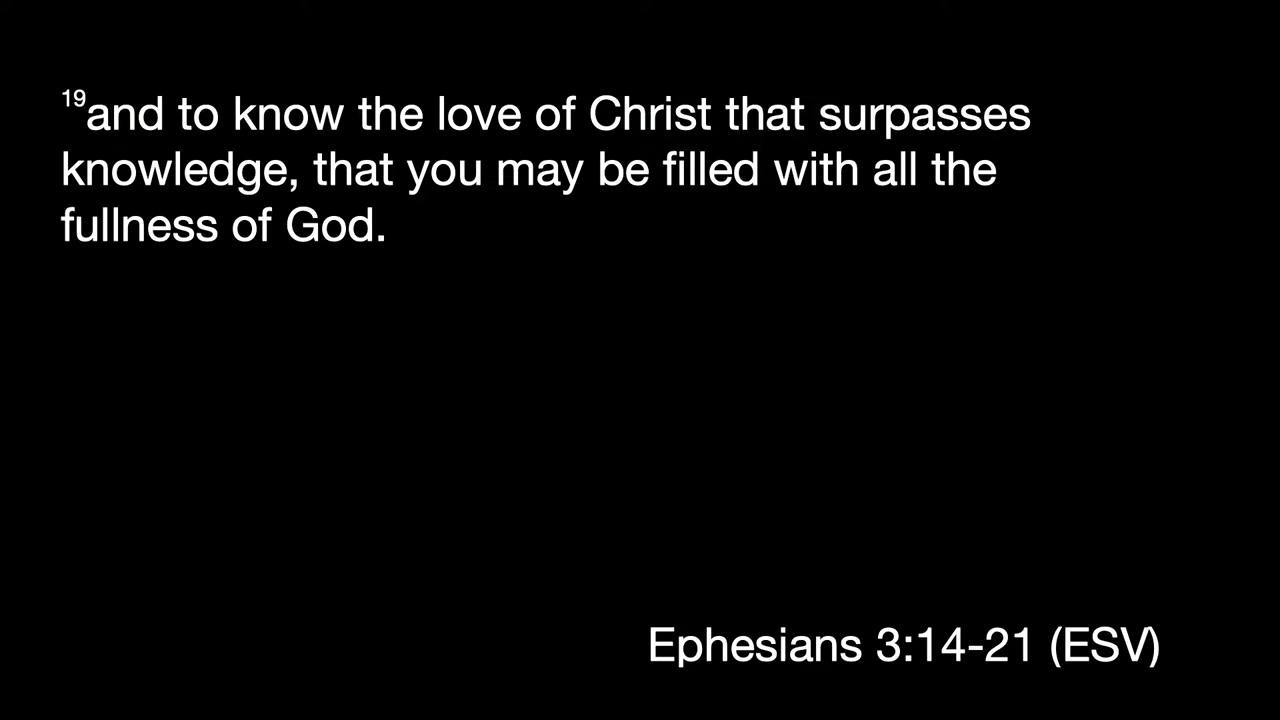 19and to know the love of Christ that surpasses
knowledge, that you may be filled with all the
fullness of God.
Ephesians 3:14-21 (ESV)